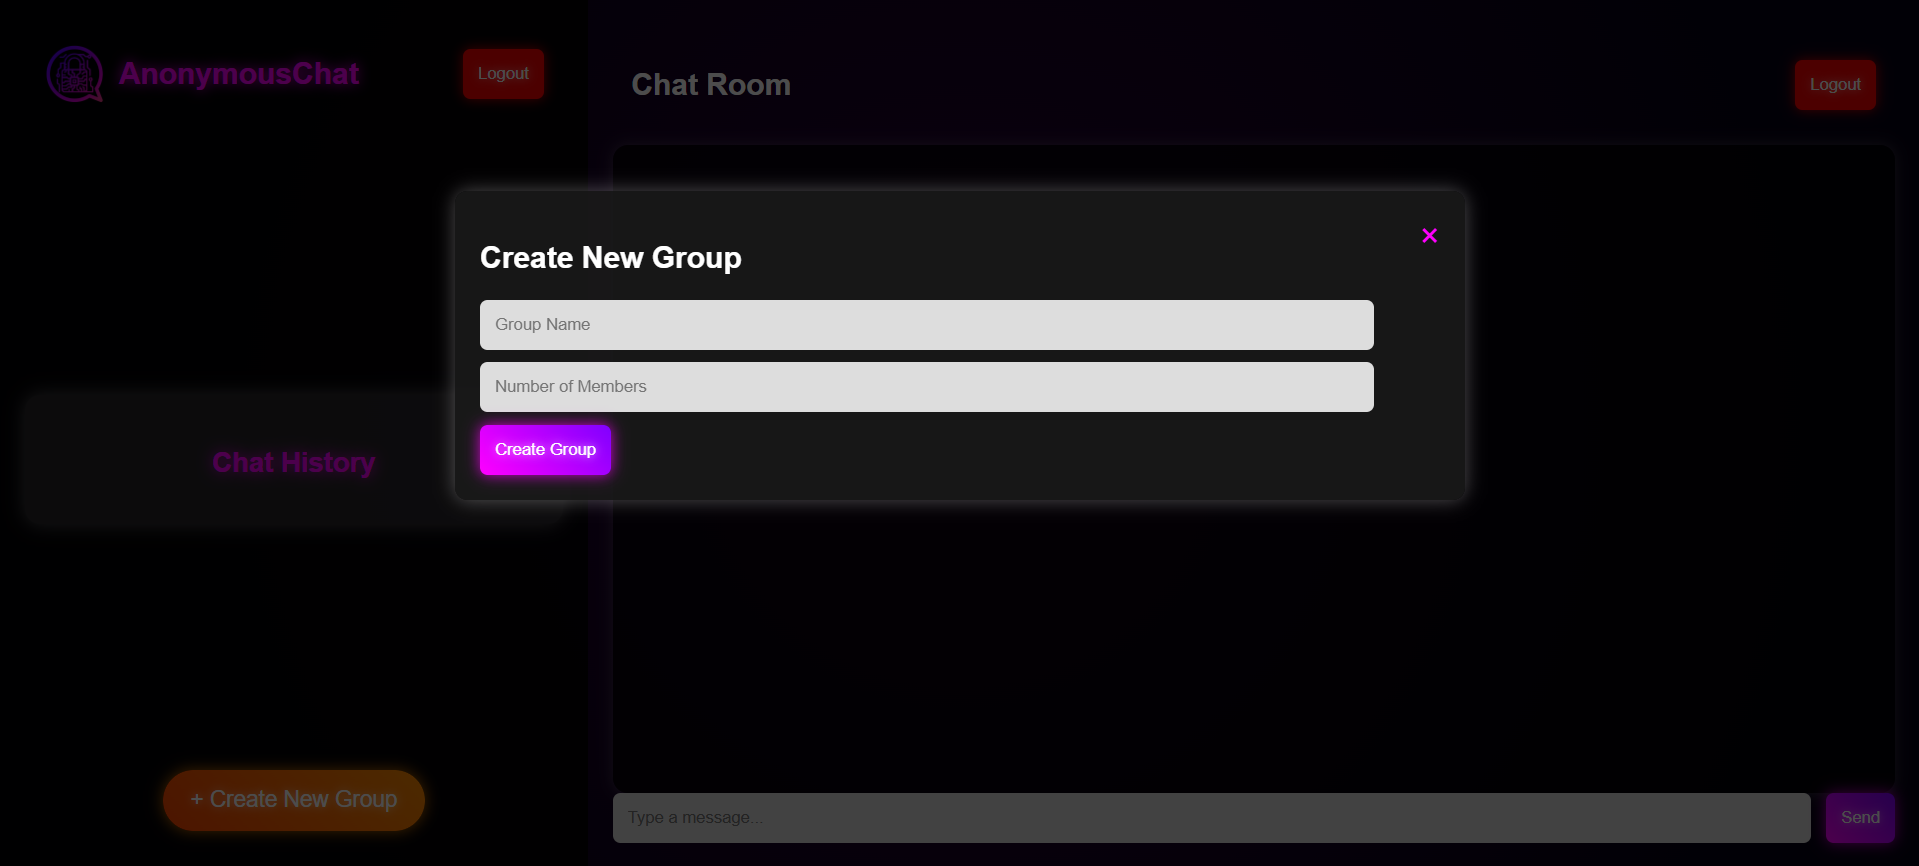 AnonymousChat
Logout
Chat Room
Logout
×
Create New Group
Group Name
Number of Members
Create Group
Chat History
+ Create New Group
Type a message...
Send